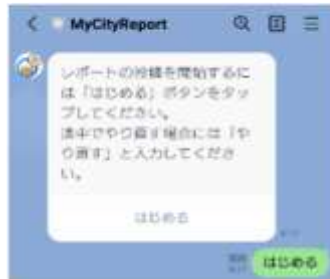 MyCityReport
レポートの投稿を開始するに
は「はじめる」ボタンをタッ
プしてください。
途中でやり直す場合には「や
り直す」と入力してくださ
い。
はじめる
はじめる